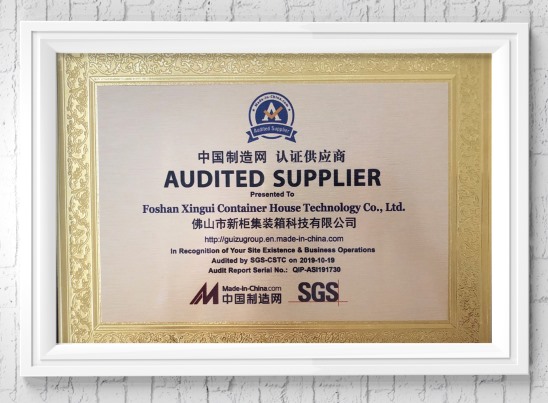 Made-in-China.com
Audited Supplier
中国制造网 认证供应商
AUDITED SUPPLIER
Presented To
Foshan Xingui Container House Technology Co., Ltd.
佛山市新柜集装箱科技有限公司
http://guizugroup.en.made-in-china.com
In Recognition of Your Site Existence & Business Operations
Audited by SGS-CSTC on 2019-10-19
Audit Report Serial No.: QIP-ASI191730
Made-in-China.com
中国制造网
SGS